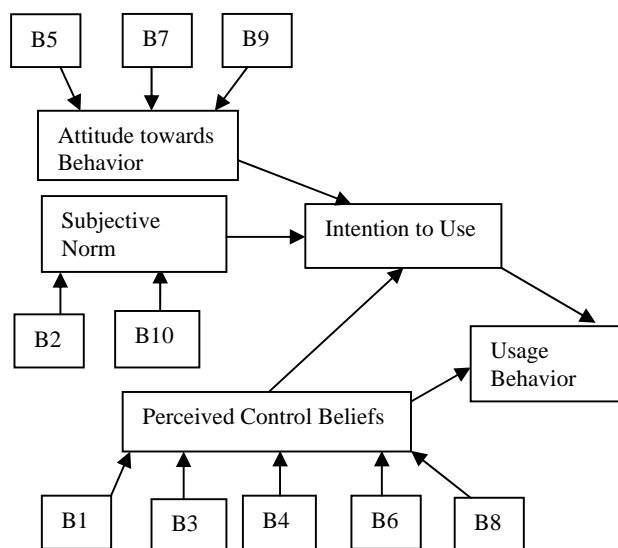 B5
B7
B9
Attitude towards
Behavior
Subjective
Norm
Intention to Use
B2
B10
Usage
Behavior
Perceived Control Beliefs
B1
B3
B4
B6
B8